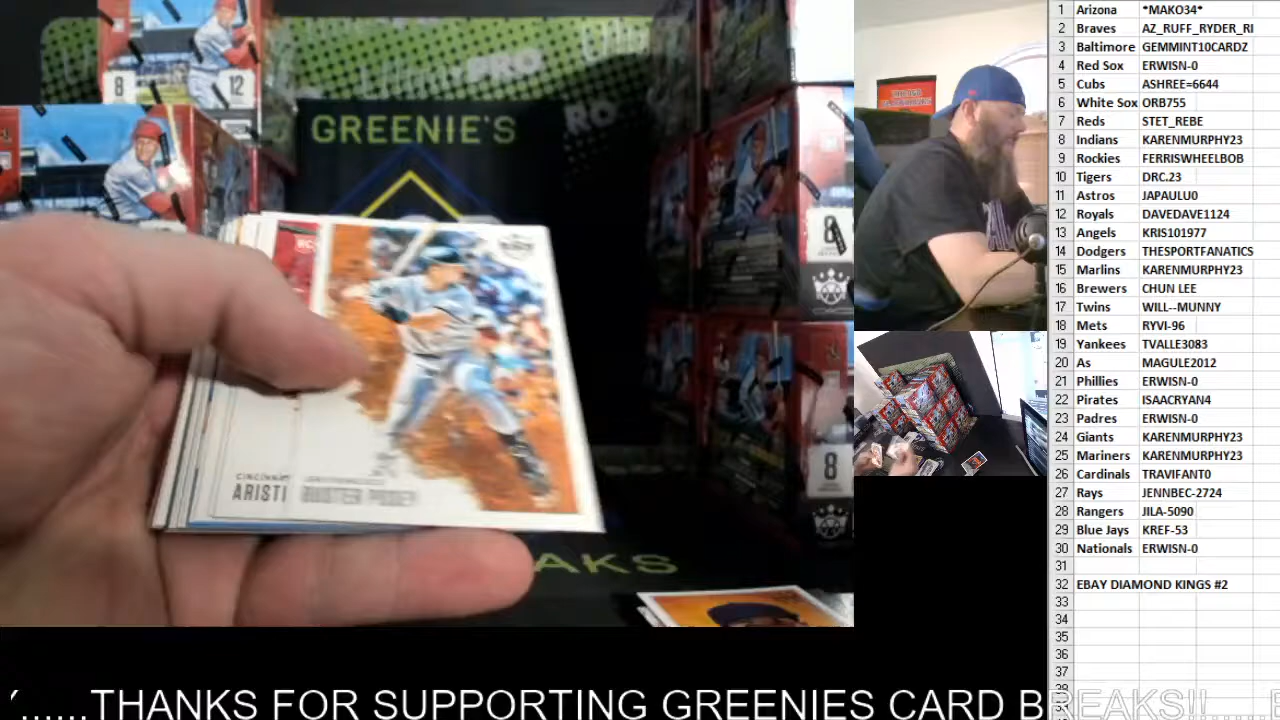 8
12
GREENIE'S
RC
CINCINNATI
ARISTI
BUSTER POSEY
8
8
AKS
1 Arizona *MAKO34*
2 Braves AZ_RUFF_RYDER_RI
3 Baltimore GEMMINT10CARDZ
4 Red Sox ERWISN-0
5 Cubs ASHREE=6644
6 White Sox ORB755
7 Reds STET_REBE
8 Indians KARENMURPHY23
9 Rockies FERRISWHEELBOB
10 Tigers DRC.23
11 Astros JAPAULU0
12 Royals DAVEDAVE1124
13 Angels KRIS101977
14 Dodgers THESPORTFANATICS
15 Marlins KARENMURPHY23
16 Brewers CHUN LEE
17 Twins WILL--MUNNY
18 Mets RYVI-96
19 Yankees TVALLE3083
20 As MAGULE2012
21 Phillies ERWISN-0
22 Pirates ISAACRYAN4
23 Padres ERWISN-0
24 Giants KARENMURPHY23
25 Mariners KARENMURPHY23
26 Cardinals TRAVIFANT0
27 Rays JENNBEC-2724
28 Rangers JILA-5090
29 Blue Jays KREF-53
30 Nationals ERWISN-0
31
32 EBAY DIAMOND KINGS #2
33
34
35
36
37
......THANKS FOR SUPPORTING GREENIES CARD BREAKS!!......